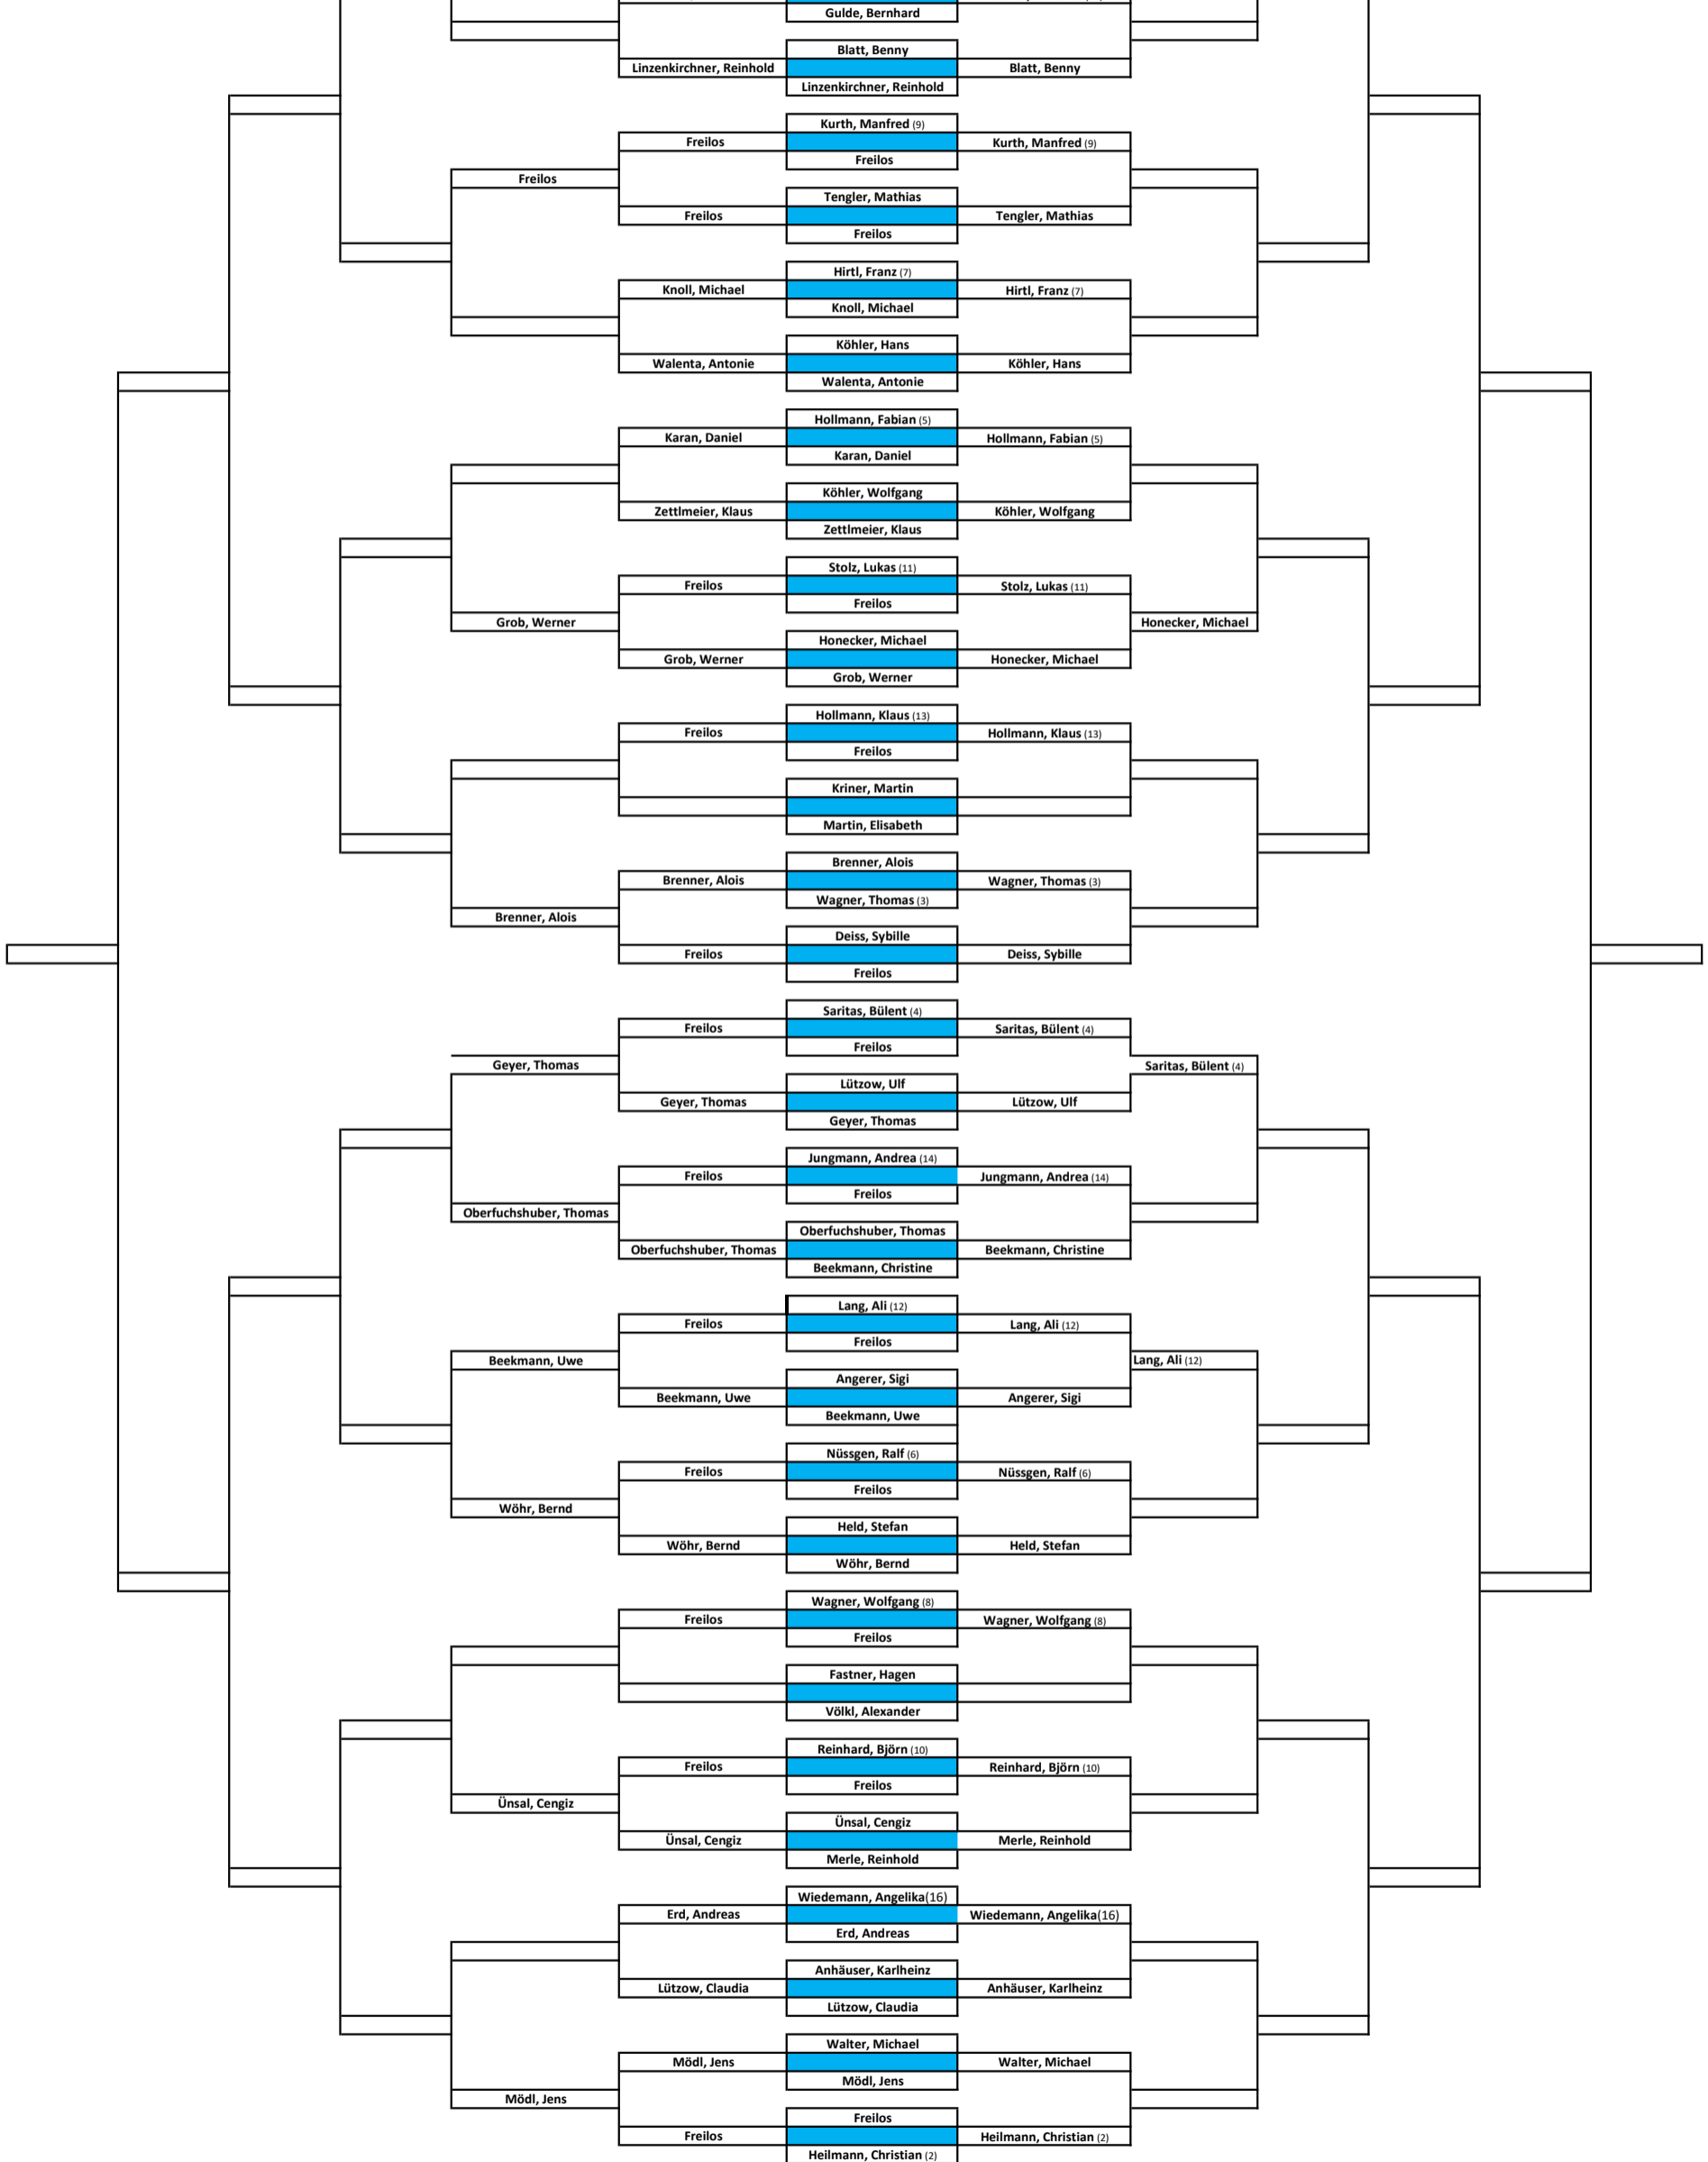 Gulde, Bernhard
Blatt, Benny
Linzenkirchner, Reinhold Blatt, Benny
Linzenkirchner, Reinhold
Kurth, Manfred (9)
Freilos Kurth, Manfred (9)
Freilos
Freilos
Tengler, Mathias
Freilos Tengler, Mathias
Freilos
Hirtl, Franz (7)
Knoll, Michael Hirtl, Franz (7)
Knoll, Michael
Köhler, Hans
Walenta, Antonie Köhler, Hans
Walenta, Antonie
Hollmann, Fabian (5)
Karan, Daniel Hollmann, Fabian (5)
Karan, Daniel
Köhler, Wolfgang
Zettlmeier, Klaus Köhler, Wolfgang
Zettlmeier, Klaus
Stolz, Lukas (11)
Freilos Stolz, Lukas (11)
Freilos
Grob, Werner Honecker, Michael
Honecker, Michael
Grob, Werner Honecker, Michael
Grob, Werner
Hollmann, Klaus (13)
Freilos Hollmann, Klaus (13)
Freilos
Kriner, Martin
Martin, Elisabeth
Brenner, Alois
Brenner, Alois Wagner, Thomas (3)
Wagner, Thomas (3)
Brenner, Alois
Deiss, Sybille
Freilos Deiss, Sybille
Freilos
Saritas, Bülent (4)
Freilos Saritas, Bülent (4)
Freilos
Geyer, Thomas Saritas, Bülent (4)
Lützow, Ulf
Geyer, Thomas Lützow, Ulf
Geyer, Thomas
Jungmann, Andrea (14)
Freilos Jungmann, Andrea (14)
Freilos
Oberfuchshuber, Thomas
Oberfuchshuber, Thomas
Oberfuchshuber, Thomas Beekmann, Christine
Beekmann, Christine
Lang, Ali (12)
Freilos Lang, Ali (12)
Freilos
Beekmann, Uwe Lang, Ali (12)
Angerer, Sigi
Beekmann, Uwe Angerer, Sigi
Beekmann, Uwe
Nüssgen, Ralf (6)
Freilos Nüssgen, Ralf (6)
Freilos
Wöhr, Bernd
Held, Stefan
Wöhr, Bernd Held, Stefan
Wöhr, Bernd
Wagner, Wolfgang (8)
Freilos Wagner, Wolfgang (8)
Freilos
Fastner, Hagen
Völkl, Alexander
Reinhard, Björn (10)
Freilos Reinhard, Björn (10)
Freilos
Ünsal, Cengiz
Ünsal, Cengiz
Ünsal, Cengiz Merle, Reinhold
Merle, Reinhold
Wiedemann, Angelika(16)
Erd, Andreas Wiedemann, Angelika(16)
Erd, Andreas
Anhäuser, Karlheinz
Lützow, Claudia Anhäuser, Karlheinz
Lützow, Claudia
Walter, Michael
Mödl, Jens Walter, Michael
Mödl, Jens
Mödl, Jens
Freilos
Freilos Heilmann, Christian (2)
Heilmann, Christian (2)